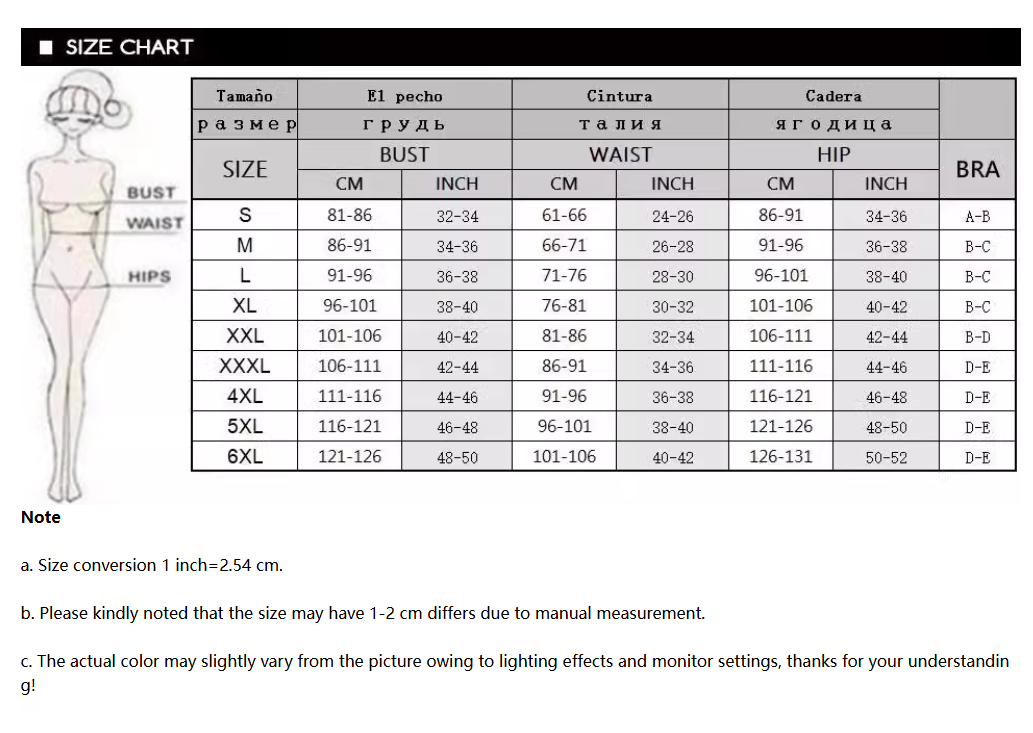 SIZE CHART
Tamaño El pecho Cintura Cadera
размер грудь талия ягодица
SIZE BUST WAIST HIP BRA
CM INCH CM INCH CM INCH
BUST
WAIST
HIPS
S 81-86 32-34 61-66 24-26 86-91 34-36 A-B
M 86-91 34-36 66-71 26-28 91-96 36-38 B-C
L 91-96 36-38 71-76 28-30 96-101 38-40 B-C
XL 96-101 38-40 76-81 30-32 101-106 40-42 B-C
XXL 101-106 40-42 81-86 32-34 106-111 42-44 B-D
XXXL 106-111 42-44 86-91 34-36 111-116 44-46 D-E
4XL 111-116 44-46 91-96 36-38 116-121 46-48 D-E
5XL 116-121 46-48 96-101 38-40 121-126 48-50 D-E
6XL 121-126 48-50 101-106 40-42 126-131 50-52 D-E
Note
a. Size conversion 1 inch=2.54 cm.
b. Please kindly noted that the size may have 1-2 cm differs due to manual measurement.
c. The actual color may slightly vary from the picture owing to lighting effects and monitor settings, thanks for your understandin
g!